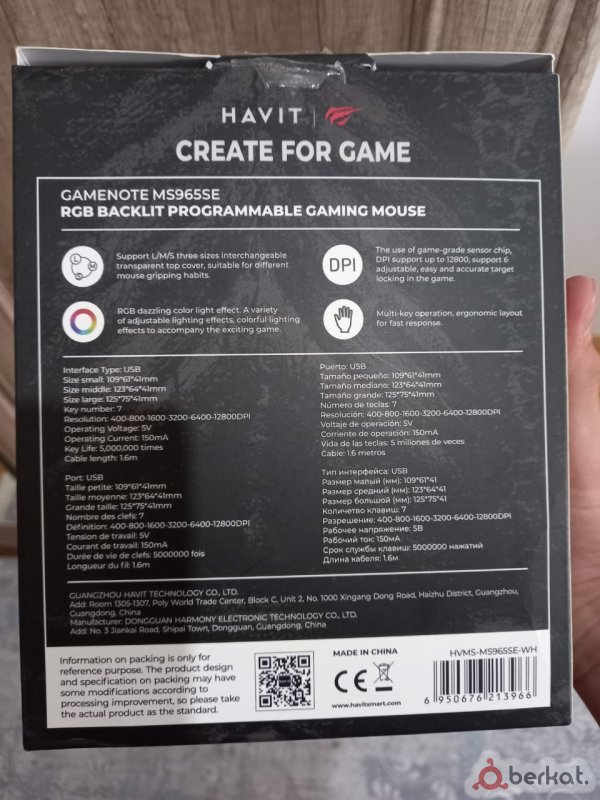 HAVIT
CREATE FOR GAME
GAMENOTE MS965SE
RGB BACKLIT PROGRAMMABLE GAMING MOUSE
L
M
S
Support L/M/S three sizes interchangeable
transparent top cover, suitable for different
mouse gripping habits.
DPI
The use of game-grade sensor chip,
DPI support up to 12800, support 6
adjustable, easy and accurate target
locking in the game.
RGB dazzling color light effect. A variety
of adjustable lighting effects, colorful lighting
effects to accompany the exciting game.
Multi-key operation, ergonomic layout
for fast response.
Interface Type: USB
Size small: 109*61*41mm
Size middle: 123*64*41mm
Size large: 125*75*41mm
Key number: 7
Resolution: 400-800-1600-3200-6400-12800DPI
Operating Voltage: 5V
Operating Current: 150mA
Key Life: 5,000,000 times
Cable length: 1.6m
Puerto: USB
Tamaño pequeño: 109*61*41mm
Tamaño mediano: 123*64*41mm
Tamaño grande: 125*75*41mm
Número de teclas: 7
Resolución: 400-800-1600-3200-6400-12800DPI
Voltaje de operación: 5V
Corriente de operación: 150mA
Vida de las teclas: 5 millones de veces
Cable: 1.6 metros
Port: USB
Taille petite: 109*61*41mm
Taille moyenne: 123*64*41mm
Grande taille: 125*75*41mm
Nombre des clefs: 7
Définition: 400-800-1600-3200-6400-12800DPI
Tension de travail: 5V
Courant de travail: 150mA
Durée de vie de clefs: 5000000 fois
Longueur du fil: 1.6m
Тип интерфейса: USB
Размер малый (мм): 109*61*41
Размер средний (мм): 123*64*41
Размер большой (мм): 125*75*41
Количетво клавиш: 7
Разрешение: 400-800-1600-3200-6400-12800DPI
Рабочее напряжение: 5В
Рабочий ток: 150мА
Срок службы клавиш: 5000000 нажатий
Длина кабеля: 1.6м
GUANGZHOU HAVIT TECHNOLOGY CO., LTD.
Add: Room 1305-1307, Poly World Trade Center, Block C, Unit 2, No. 1000 Xingang Dong Road, Haizhu District, Guangzhou,
Guangdong, China
Manufacturer: DONGGUAN HARMONY ELECTRONIC TECHNOLOGY CO., LTD.
Add: No. 3 Jiankai Road, Shipai Town, Dongguan, Guangdong, China
Information on packing is only for
reference purpose. The product design
and specification on packing may have
some modifications according to
processing improvement, so please take
the actual product as the standard.
MADE IN CHINA
CE
www.havitsmart.com
HVMS-MS965SE-WH
6 950676 213966
berkat.